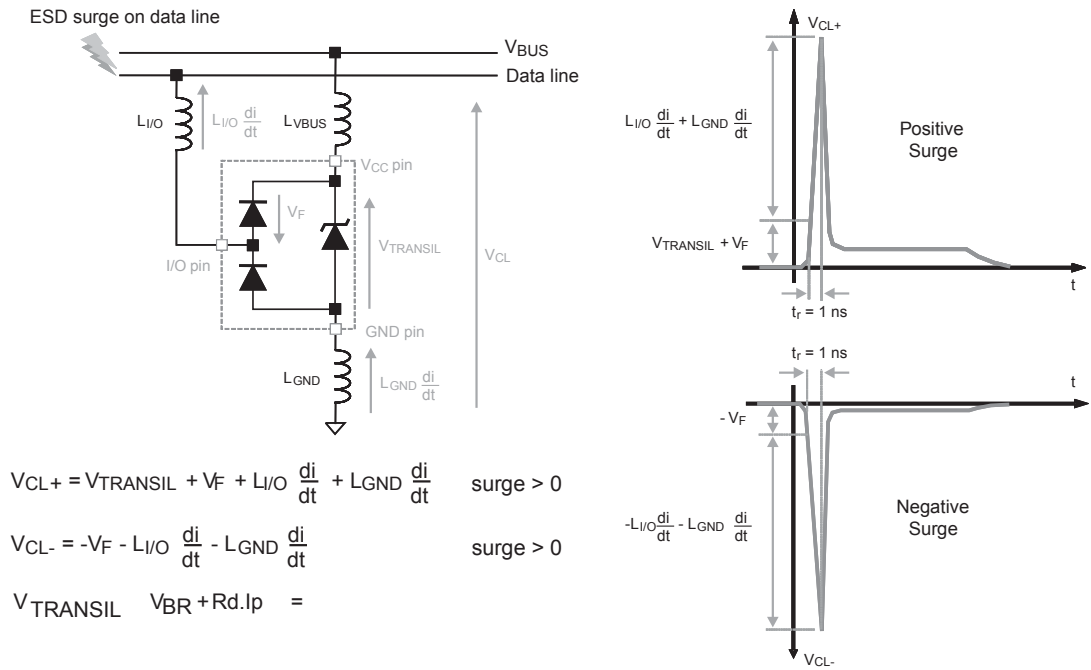 ESD surge on data line
VBUS
Data line
LI/O
LI/O di/dt
LVBUS
VCC pin
VF
VTRANSIL
VCL
I/O pin
GND pin
LGND
LGND di/dt
VCL+ = VTRANSIL + VF + LI/O di/dt + LGND di/dt surge > 0
VCL- = -VF - LI/O di/dt - LGND di/dt surge > 0
VTRANSIL VBR + Rd.Ip =
VCL+
LI/O di/dt + LGND di/dt
Positive
Surge
VTRANSIL + VF
t
tr = 1 ns
tr = 1 ns
t
- VF
-LI/O di/dt - LGND di/dt
Negative
Surge
VCL-